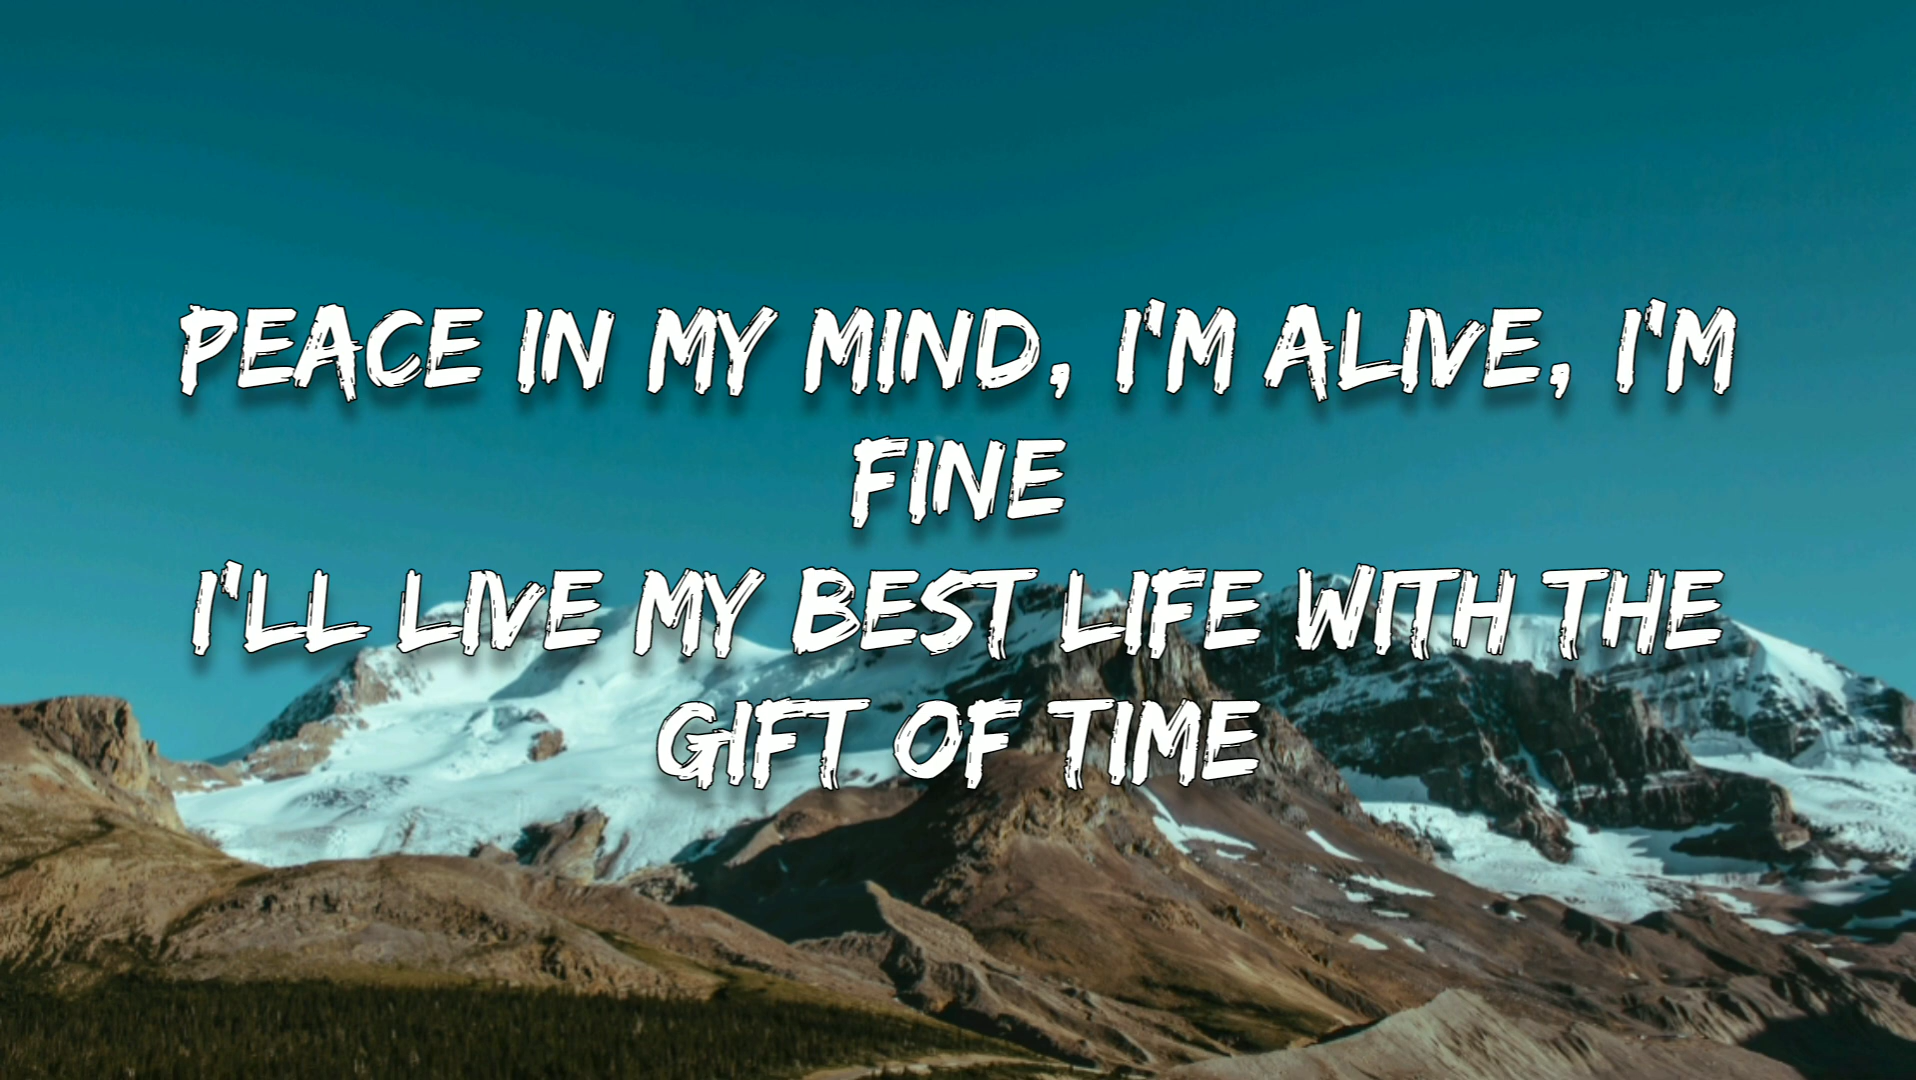 PEACE IN MY MIND, I'M ALIVE, I'M
FINE
I'LL LIVE MY BEST LIFE WITH THE
GIFT OF TIME